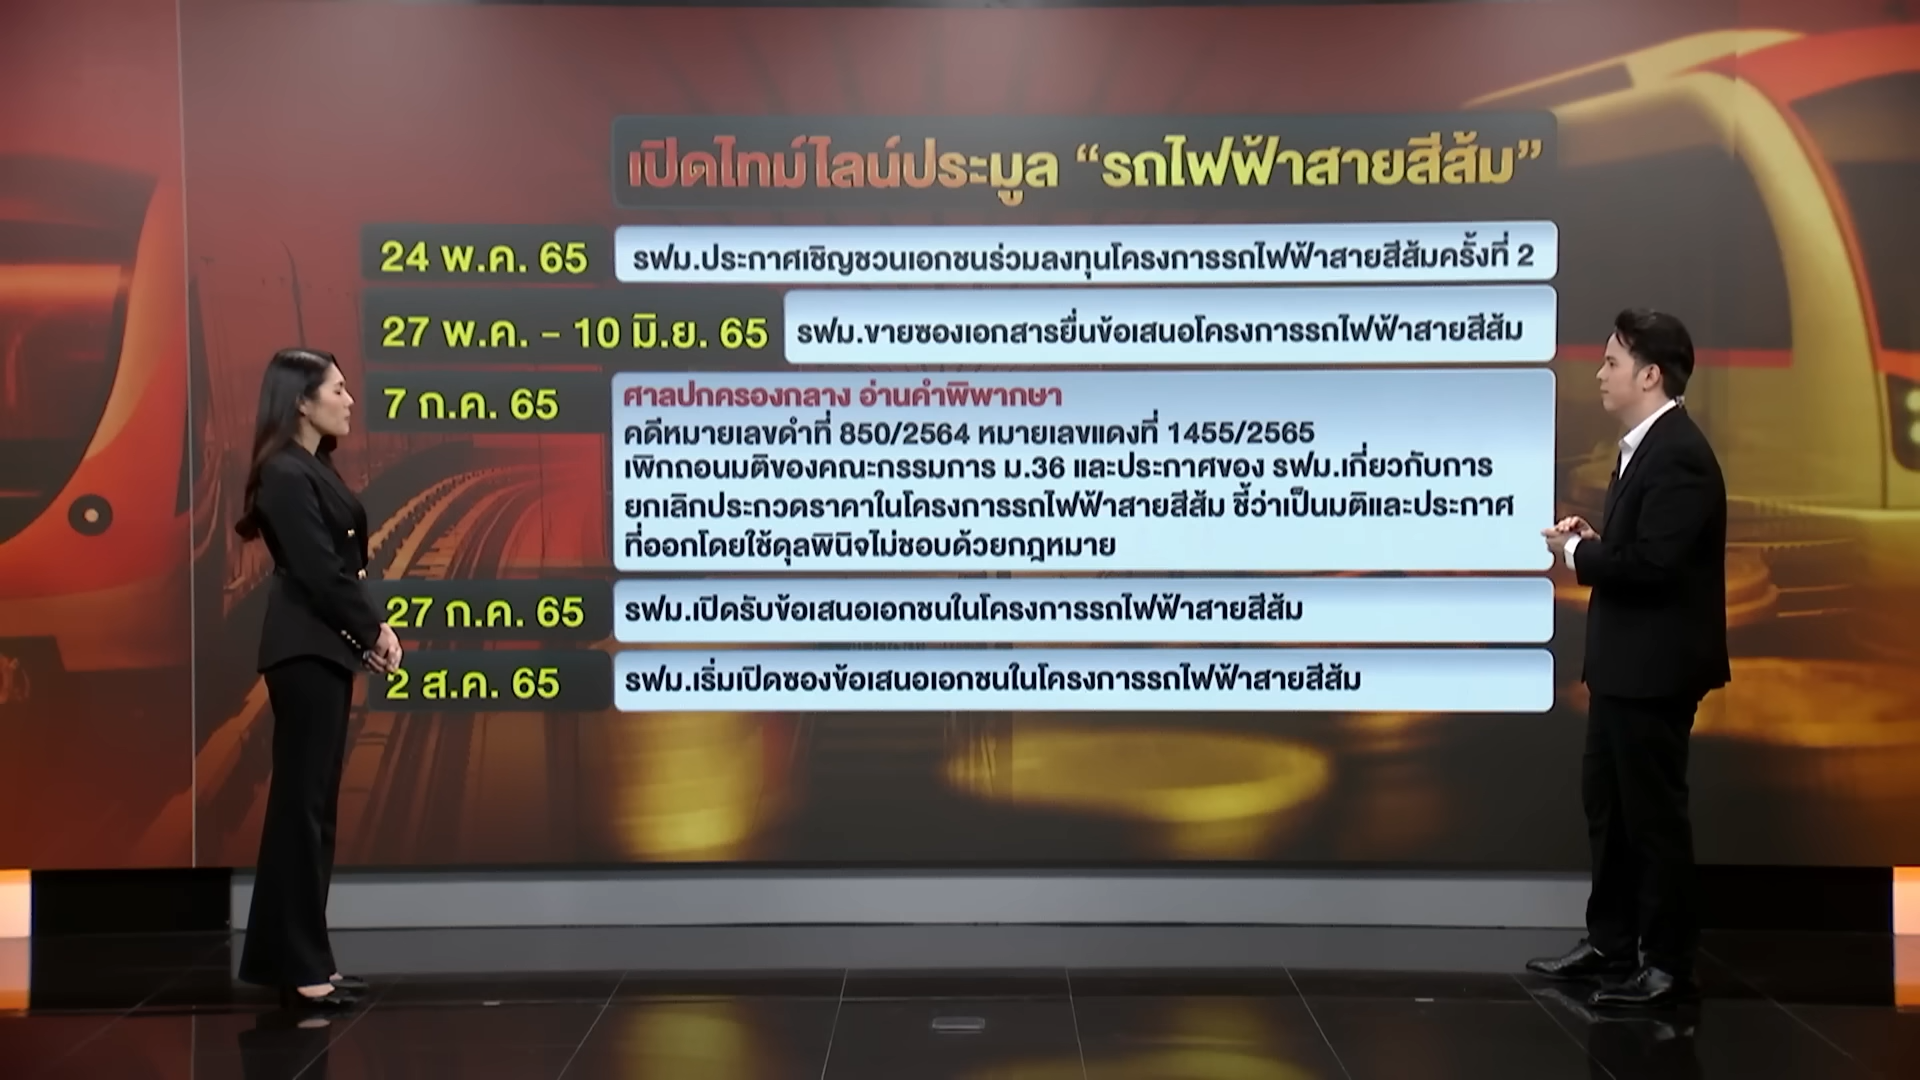 เปิดไทม์ไลน์ประมูล “รถไฟฟ้าสายสีส้ม”
24 พ.ค. 65 รฟม.ประกาศเชิญชวนเอกชนร่วมลงทุนโครงการรถไฟฟ้าสายสีส้มครั้งที่ 2
27 พ.ค. - 10 มิ.ย. 65 รฟม.ขายซองเอกสารยื่นข้อเสนอโครงการรถไฟฟ้าสายสีส้ม
7 ก.ค. 65 ศาลปกครองกลาง อ่านคำพิพากษา
คดีหมายเลขดำที่ 850/2564 หมายเลขแดงที่ 1455/2565
เพิกถอนมติของคณะกรรมการ ม.36 และประกาศของ รฟม.เกี่ยวกับการ
ยกเลิกประกวดราคาในโครงการรถไฟฟ้าสายสีส้ม ชี้ว่าเป็นมติและประกาศ
ที่ออกโดยใช้ดุลพินิจไม่ชอบด้วยกฎหมาย
27 ก.ค. 65 รฟม.เปิดรับข้อเสนอเอกชนในโครงการรถไฟฟ้าสายสีส้ม
2 ส.ค. 65 รฟม.เริ่มเปิดซองข้อเสนอเอกชนในโครงการรถไฟฟ้าสายสีส้ม